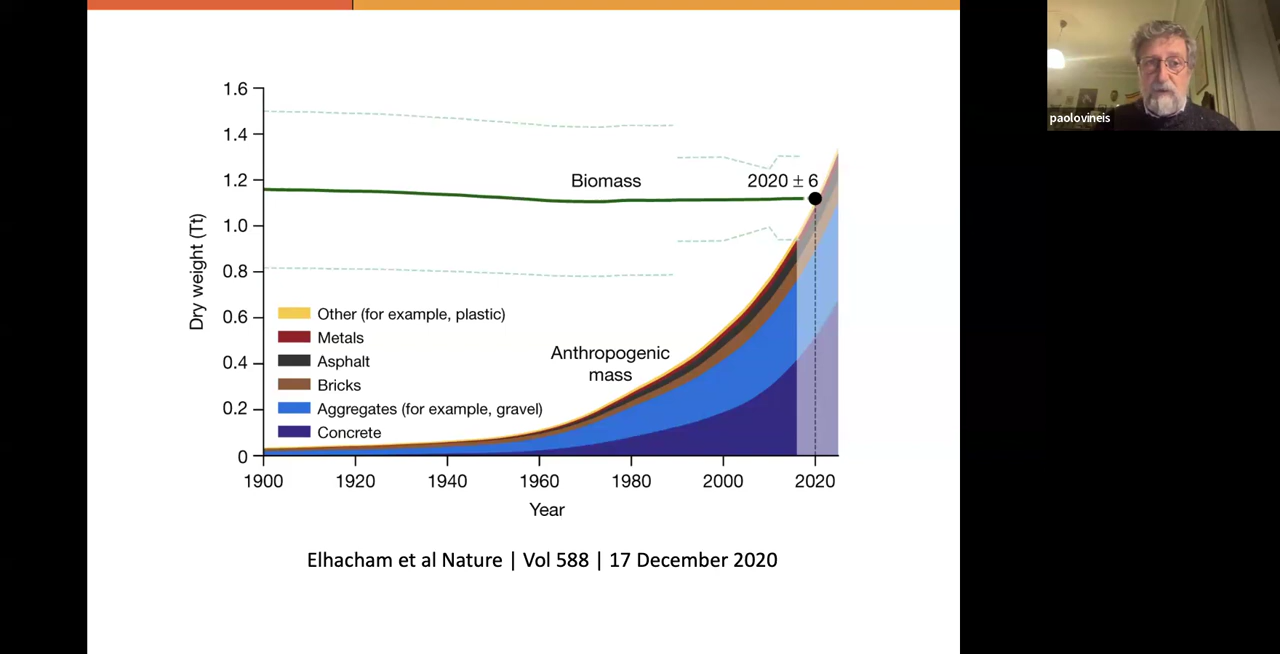 1.6
1.4
1.2
1.0
0.8
0.6
0.4
0.2
0
Dry weight (Tt)
Biomass
2020 ± 6
Anthropogenic
mass
Other (for example, plastic)
Metals
Asphalt
Bricks
Aggregates (for example, gravel)
Concrete
1900 1920 1940 1960 1980 2000 2020
Year
Elhacham et al Nature | Vol 588 | 17 December 2020
paolovineis